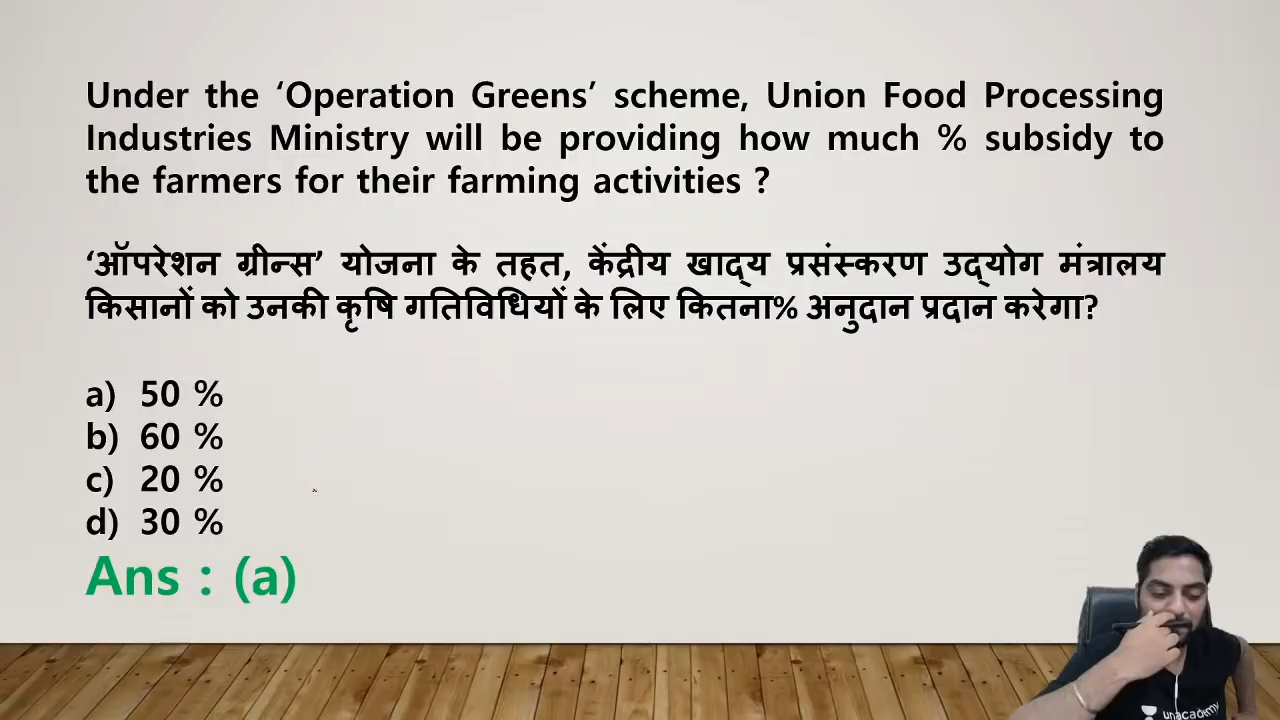 Under the ‘Operation Greens’ scheme, Union Food Processing
Industries Ministry will be providing how much % subsidy to
the farmers for their farming activities ?
‘ऑपरेशन ग्रीन्स’ योजना के तहत, केंद्रीय खाद्य प्रसंस्करण उद्योग मंत्रालय
किसानों को उनकी कृषि गतिविधियों के लिए कितना% अनुदान प्रदान करेगा?
a) 50 %
b) 60 %
c) 20 %
d) 30 %
Ans : (a)
unacademy